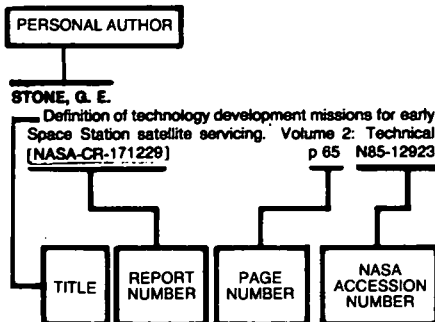 PERSONAL AUTHOR
STONE, G. E.
Definition of technology development missions for early
Space Station satellite servicing. Volume 2: Technical
[NASA-CR-171229] p 65 N85-12923
TITLE
REPORT
NUMBER
PAGE
NUMBER
NASA
ACCESSION
NUMBER